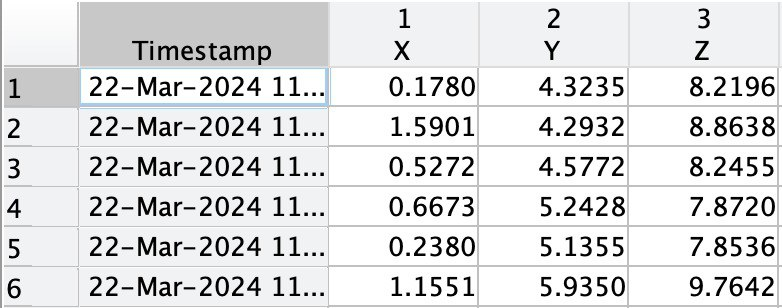 1 2 3
Timestamp X Y Z
1 22-Mar-2024 11... 0.1780 4.3235 8.2196
2 22-Mar-2024 11... 1.5901 4.2932 8.8638
3 22-Mar-2024 11... 0.5272 4.5772 8.2455
4 22-Mar-2024 11... 0.6673 5.2428 7.8720
5 22-Mar-2024 11... 0.2380 5.1355 7.8536
6 22-Mar-2024 11... 1.1551 5.9350 9.7642